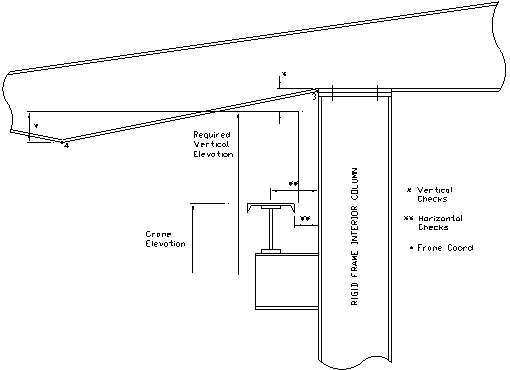 *
3
*
4
Required
Vertical
Elevation
**
**
Crane
Elevation
RIGID FRAME INTERIOR COLUMN
* Vertical
Checks
** Horizontal
Checks
• Frame Coord